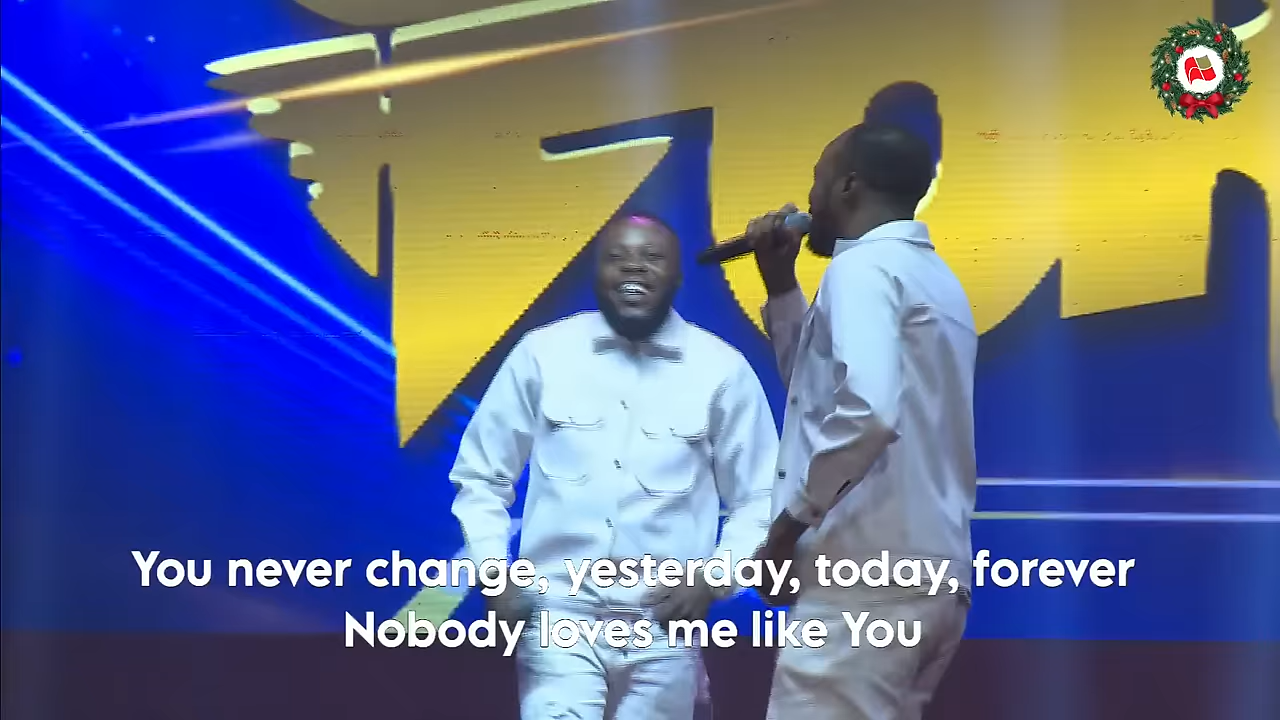 You never change, yesterday, today, forever
Nobody loves me like You